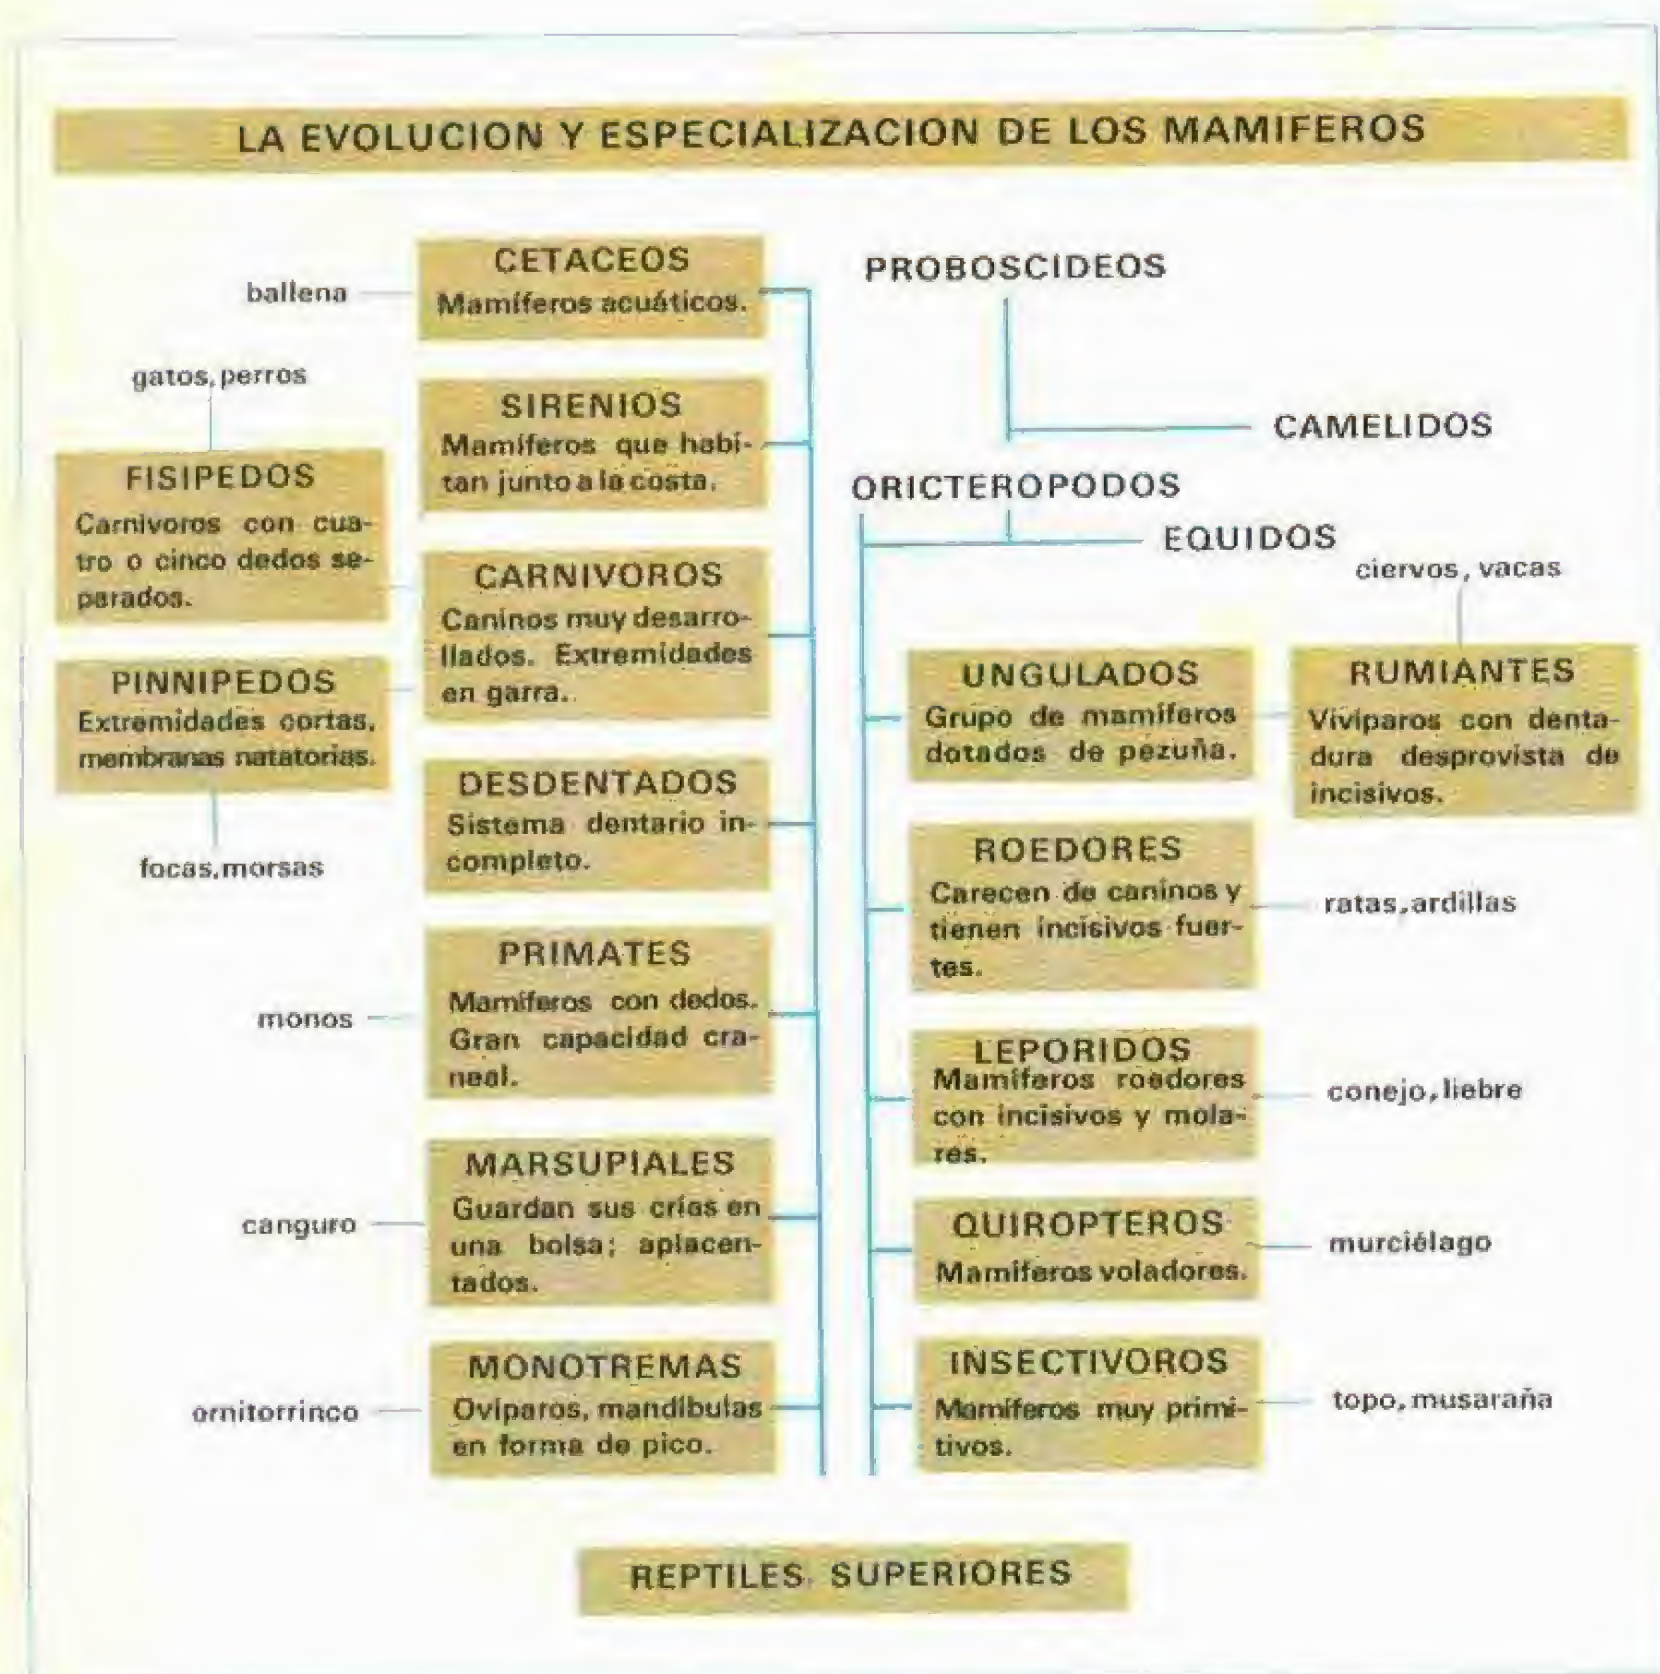 LA EVOLUCION Y ESPECIALIZACION DE LOS MAMIFEROS
ballena
CETACEOS
Mamíferos acuáticos.
gatos, perros
SIRENIOS
Mamíferos que habi-
tan junto a la costa.
FISIPEDOS
Carnivoros con cua-
tro o cinco dedos se-
parados.
CARNIVOROS
Caninos muy desarro-
llados. Extremidades
en garra.
PINNIPEDOS
Extremidades cortas,
membranas natatorias.
focas, morsas
DESDENTADOS
Sistema dentario in-
completo.
monos
PRIMATES
Mamíferos con dedos.
Gran capacidad cra-
neal.
canguro
MARSUPIALES
Guardan sus crías en
una bolsa; aplacen-
tados.
ornitorrinco
MONOTREMAS
Ovíparos, mandíbulas
en forma de pico.
PROBOSCIDEOS
CAMELIDOS
ORICTEROPODOS
EQUIDOS
ciervos, vacas
UNGULADOS
Grupo de mamíferos
dotados de pezuña.
RUMIANTES
Vivíparos con denta-
dura desprovista de
incisivos.
ROEDORES
Carecen de caninos y
tienen incisivos fuer-
tes.
ratas, ardillas
LEPORIDOS
Mamíferos roedores
con incisivos y mola-
res.
conejo, liebre
QUIROPTEROS
Mamíferos voladores.
murciélago
INSECTIVOROS
Mamíferos muy primi-
tivos.
topo, musaraña
REPTILES SUPERIORES